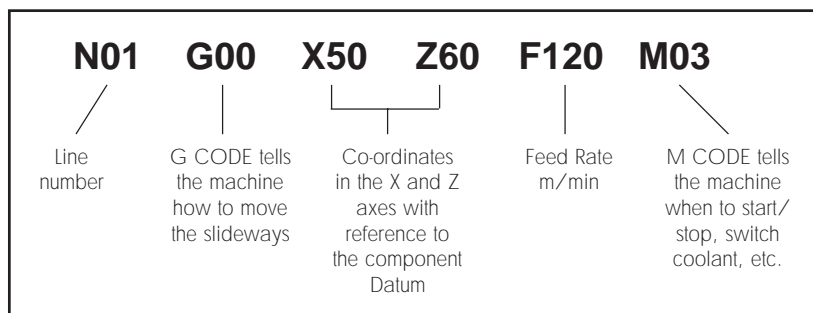 N01 G00 X50 Z60 F120 M03
Line
number
G CODE tells
the machine
how to move
the slideways
Co-ordinates
in the X and Z
axes with
reference to
the component
Datum
Feed Rate
m/min
M CODE tells
the machine
when to start/
stop, switch
coolant, etc.